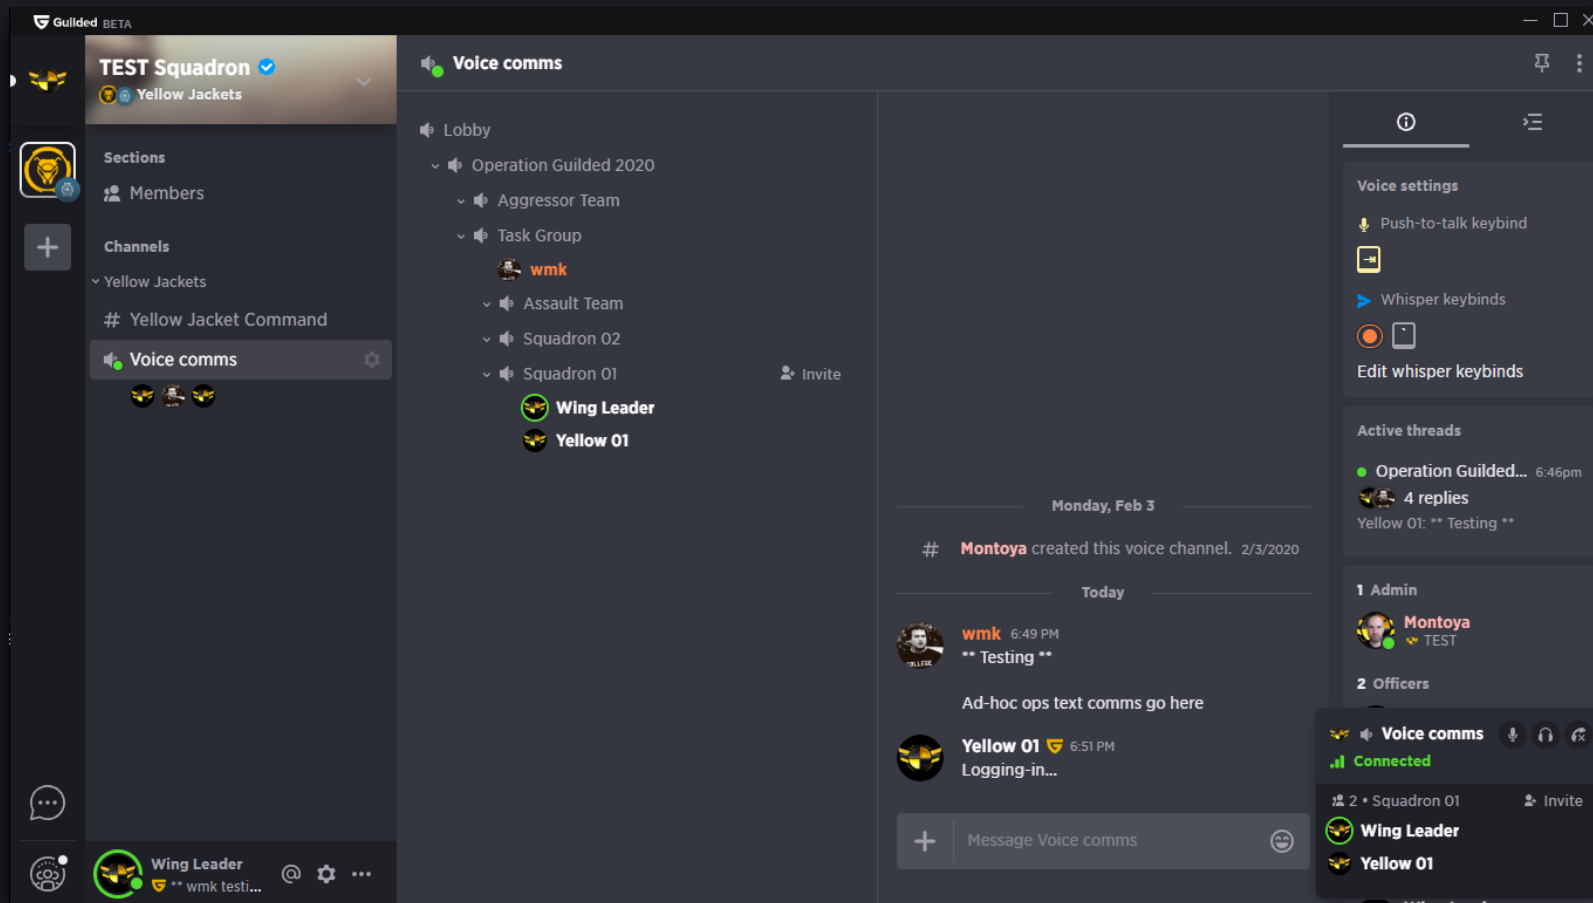 Guilded BETA
TEST Squadron
Yellow Jackets
Sections
Members
Channels
Yellow Jackets
# Yellow Jacket Command
Voice comms
Wing Leader
** wmk testi...
Voice comms
Lobby
Operation Guilded 2020
Aggressor Team
Task Group
wmk
Assault Team
Squadron 02
Squadron 01
Invite
Wing Leader
Yellow 01
Monday, Feb 3
# Montoya created this voice channel. 2/3/2020
Today
wmk 6:49 PM
** Testing **
Ad-hoc ops text comms go here
Yellow 01 6:51 PM
Logging-in...
Message Voice comms
Voice settings
Push-to-talk keybind
Whisper keybinds
Edit whisper keybinds
Active threads
Operation Guilded... 6:46pm
4 replies
Yellow 01: ** Testing **
1 Admin
Montoya
TEST
2 Officers
Voice comms
Connected
2 • Squadron 01
Invite
Wing Leader
Yellow 01